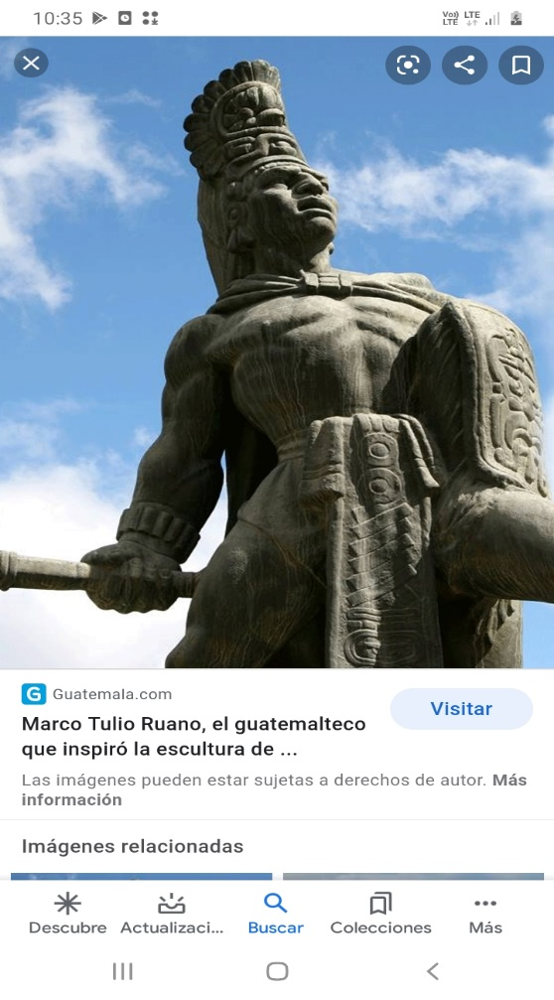 10:35
Vo) LTE
LTE
G Guatemala.com
Marco Tulio Ruano, el guatemalteco
que inspiró la escultura de ...
Visitar
Las imágenes pueden estar sujetas a derechos de autor. Más
información
Imágenes relacionadas
Descubre Actualizaci... Buscar Colecciones Más